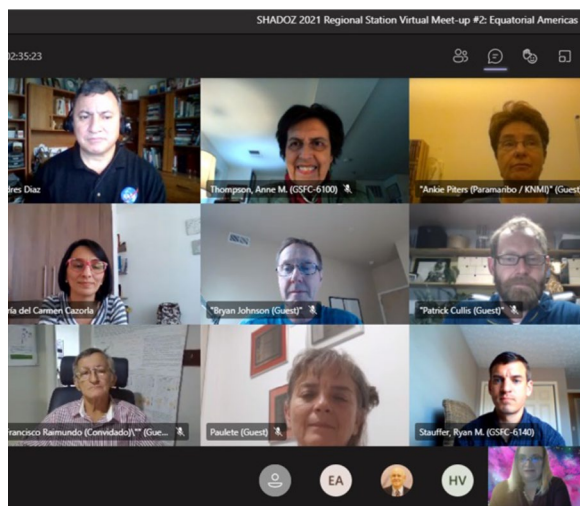 SHADOZ 2021 Regional Station Virtual Meet-up #2: Equatorial Americas
02:35:23
dres Diaz
Thompson, Anne M. (GSFC-6100)
"Ankie Piters (Paramaribo / KNMI)" (Guest
ría del Carmen Cazorla
"Bryan Johnson (Guest)"
"Patrick Cullis (Guest)"
Francisco Raimundo (Convidado)\"" (Gue...
Paulete (Guest)
Stauffer, Ryan M. (GSFC-6140)
EA
HV